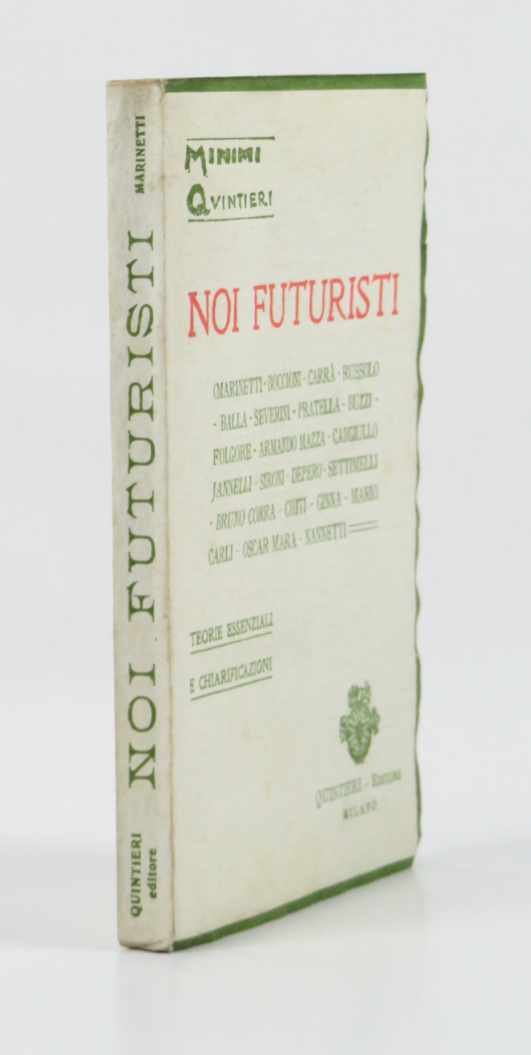 MARINETTI
NOI FUTURISTI
QUINTIERI
editore
MINIMI
QVINTIERI
NOI FUTURISTI
(MARINETTI - BOCCIONI - CARRÀ - RUSSOLO
- BALLA - SEVERINI - PRATELLA - BUZZI -
FOLGORE - ARMANDO MAZZA - CANGIULLO
JANNELLI - SIRONI - DEPERO - SETTIMELLI
- BRUNO CORRA - CHITI - GINNA - MARIO
CARLI - OSCAR MARA - NANNETTI
TEORIE ESSENZIALI
E CHIARIFICAZIONI
QUINTIERI - EDITORE
MILANO